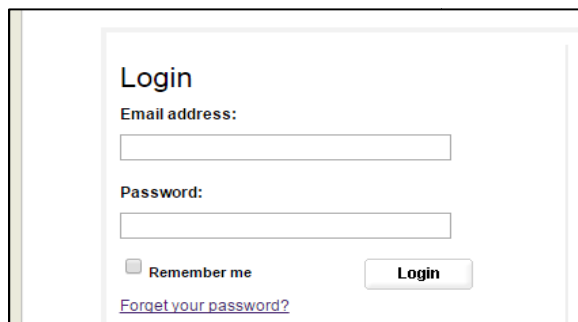 Login
Email address:
Password:
Remember me
Login
Forget your password?